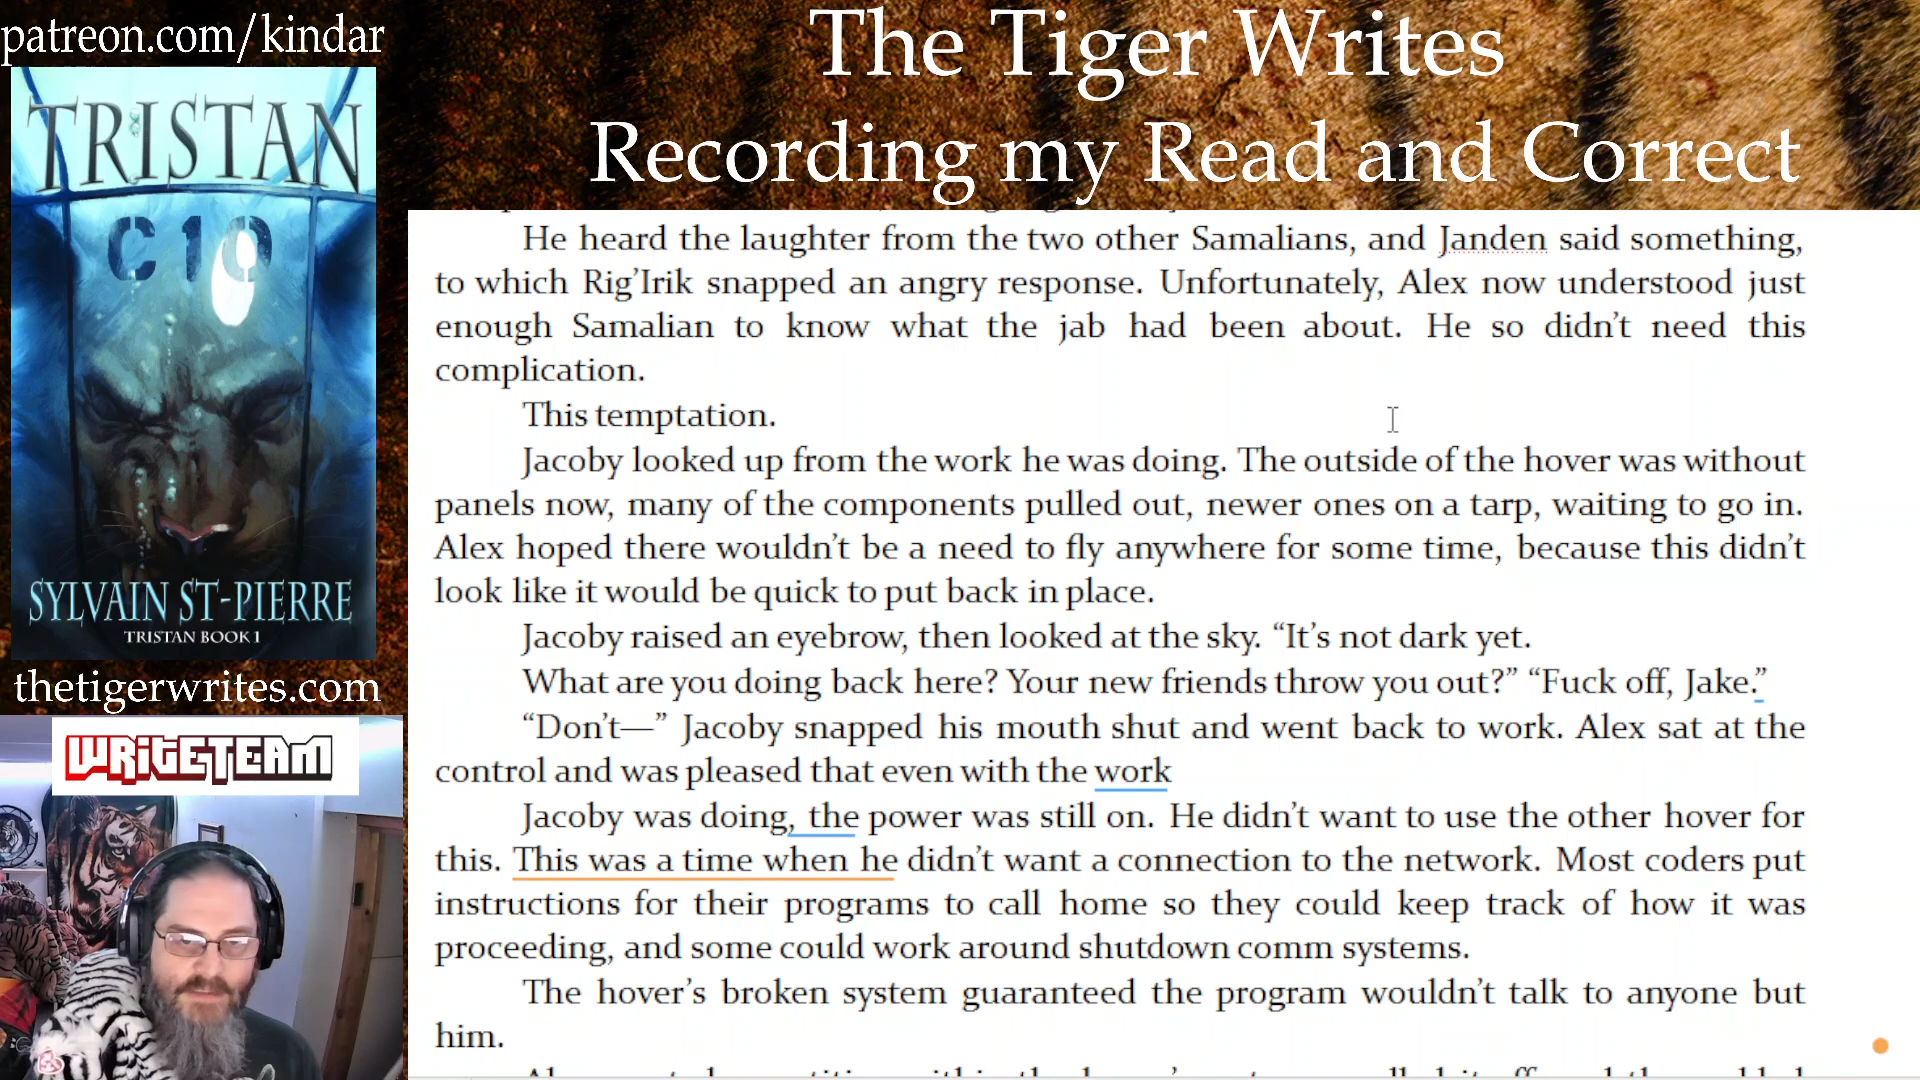 patreon.com/kindar
TRISTAN
C10
SYLVAIN ST-PIERRE
TRISTAN BOOK 1
thetigerwrites.com
WRiTETEAM
The Tiger Writes
Recording my Read and Correct
He heard the laughter from the two other Samalians, and Janden said something,
to which Rig’Irik snapped an angry response. Unfortunately, Alex now understood just
enough Samalian to know what the jab had been about. He so didn’t need this
complication.
This temptation.
Jacoby looked up from the work he was doing. The outside of the hover was without
panels now, many of the components pulled out, newer ones on a tarp, waiting to go in.
Alex hoped there wouldn’t be a need to fly anywhere for some time, because this didn’t
look like it would be quick to put back in place.
Jacoby raised an eyebrow, then looked at the sky. “It’s not dark yet.
What are you doing back here? Your new friends throw you out?” “Fuck off, Jake.”
“Don’t—” Jacoby snapped his mouth shut and went back to work. Alex sat at the
control and was pleased that even with the work
Jacoby was doing, the power was still on. He didn’t want to use the other hover for
this. This was a time when he didn’t want a connection to the network. Most coders put
instructions for their programs to call home so they could keep track of how it was
proceeding, and some could work around shutdown comm systems.
The hover’s broken system guaranteed the program wouldn’t talk to anyone but
him.